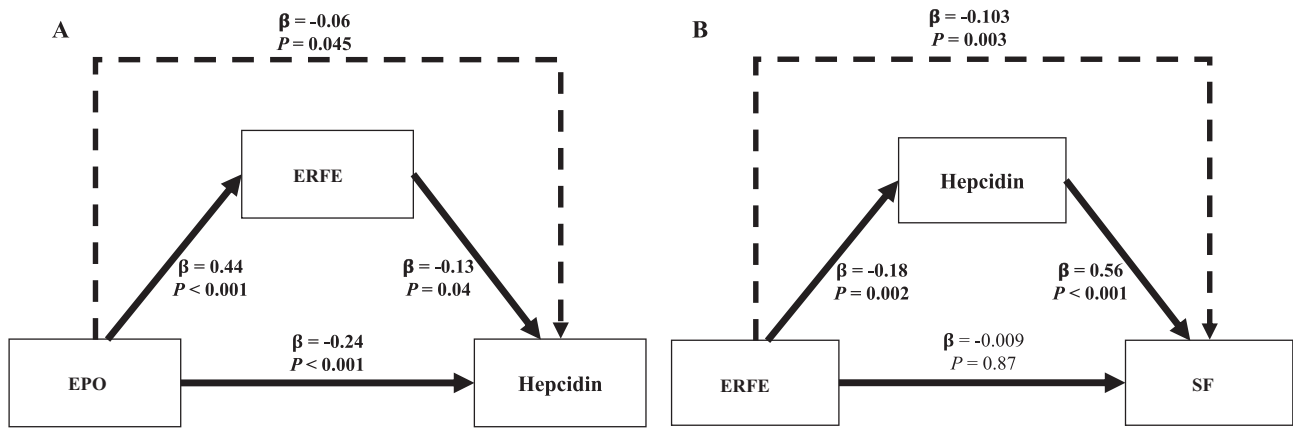 A
β = -0.06
P = 0.045
ERFE
β = 0.44
P < 0.001
β = -0.13
P = 0.04
β = -0.24
P < 0.001
EPO
Hepcidin
B
β = -0.103
P = 0.003
Hepcidin
β = -0.18
P = 0.002
β = 0.56
P < 0.001
β = -0.009
P = 0.87
ERFE
SF